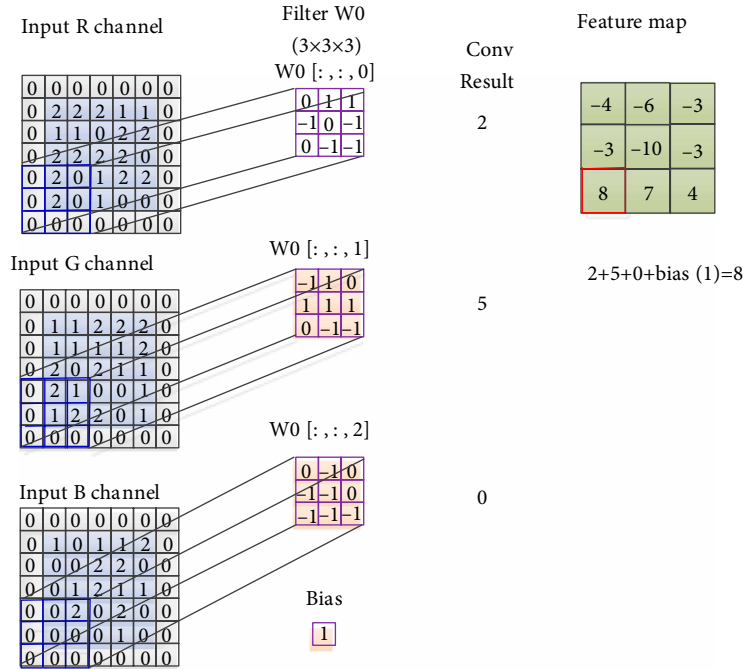 Input R channel
Filter W0
(3×3×3)
W0 [:, :, 0]
Conv
Result
Feature map
0 0 0 0 0 0 0
0 2 2 2 1 1 0
0 1 1 0 2 2 0
0 2 2 2 2 0 0
0 2 0 1 2 2 0
0 2 0 1 0 0 0
0 0 0 0 0 0 0
0 1 1
–1 0 –1
0 –1 –1
2
–4 –6 –3
–3 –10 –3
8 7 4
Input G channel
W0 [:, :, 1]
0 0 0 0 0 0 0
0 1 1 2 2 2 0
0 1 1 1 1 2 0
0 2 0 2 1 1 0
0 2 1 0 0 1 0
0 1 2 2 0 1 0
0 0 0 0 0 0 0
–1 1 0
1 1 1
0 –1 –1
5
2+5+0+bias (1)=8
Input B channel
W0 [:, :, 2]
0 0 0 0 0 0 0
0 1 0 1 1 2 0
0 0 0 2 2 0 0
0 0 1 2 1 1 0
0 0 2 0 2 0 0
0 0 0 0 1 0 0
0 0 0 0 0 0 0
0 –1 0
–1 –1 0
–1 –1 –1
0
Bias
1